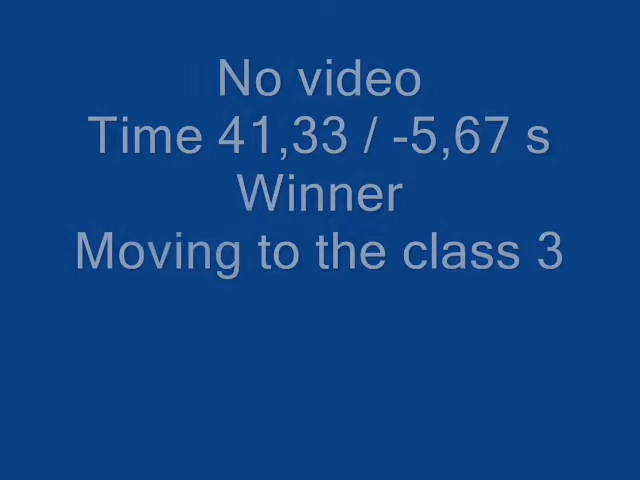 No video
Time 41,33 / -5,67 s
Winner
Moving to the class 3